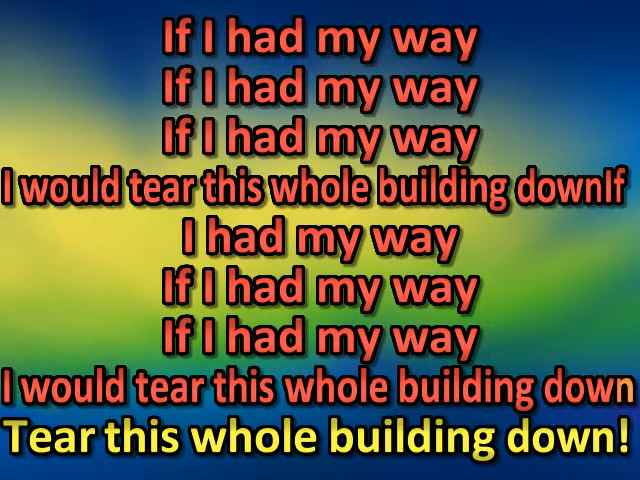 If I had my way
If I had my way
If I had my way
I would tear this whole building downIf
I had my way
If I had my way
If I had my way
I would tear this whole building down
Tear this whole building down!